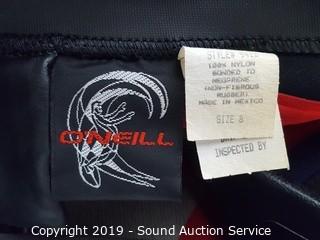 O'NEILL
STYLE#
100% NYLON
BONDED TO
NEOPRENE
(NON-FIBROUS
RUBBER)
MADE IN MEXICO
SIZE 8
INSPECTED BY
Copyright 2019 - Sound Auction Service